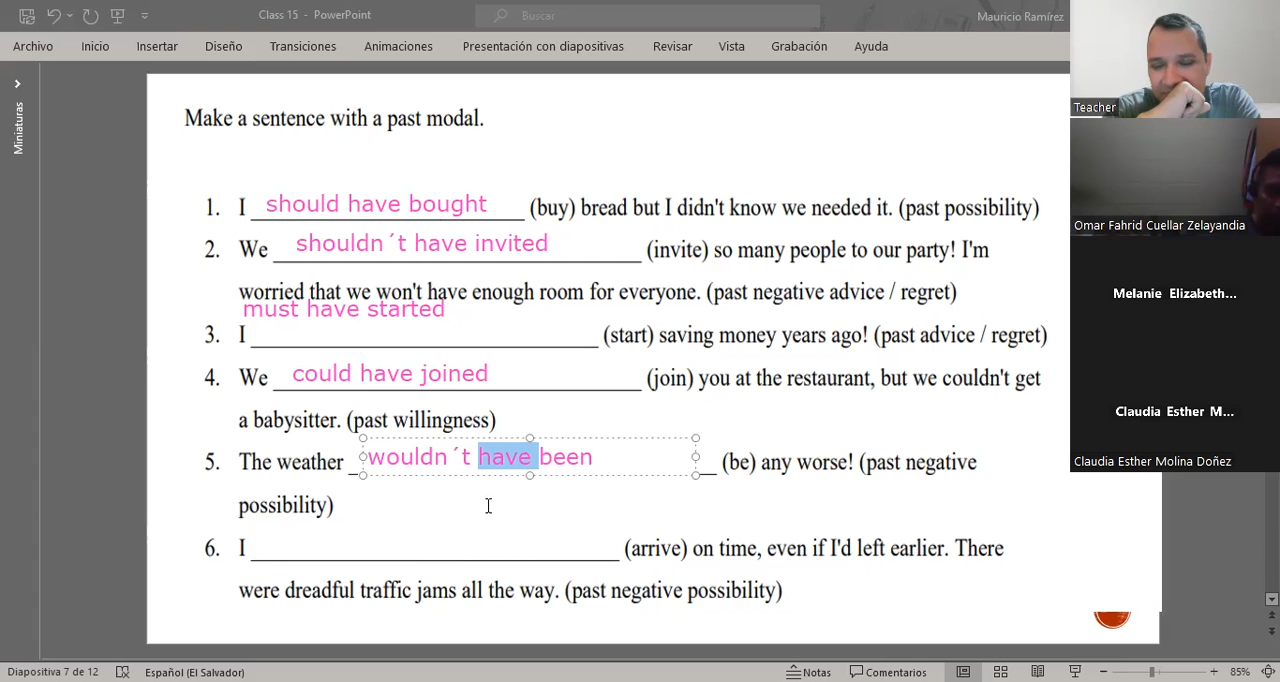 Class 15 - PowerPoint
Buscar
Mauricio Ramírez
Archivo Inicio Insertar Diseño Transiciones Animaciones Presentación con diapositivas Revisar Vista Grabación Ayuda
Miniaturas
Make a sentence with a past modal.
1. I should have bought (buy) bread but I didn't know we needed it. (past possibility)
2. We shouldn´t have invited (invite) so many people to our party! I'm
worried that we won't have enough room for everyone. (past negative advice / regret)
must have started
3. I ____ (start) saving money years ago! (past advice / regret)
4. We could have joined (join) you at the restaurant, but we couldn't get
a babysitter. (past willingness)
5. The weather wouldn´t have been (be) any worse! (past negative
possibility)
6. I ____ (arrive) on time, even if I'd left earlier. There
were dreadful traffic jams all the way. (past negative possibility)
Teacher
Omar Fahrid Cuellar Zelayandia
Melanie Elizabeth...
Claudia Esther M...
Claudia Esther Molina Doñez
Diapositiva 7 de 12
Español (El Salvador)
Notas
Comentarios
85%